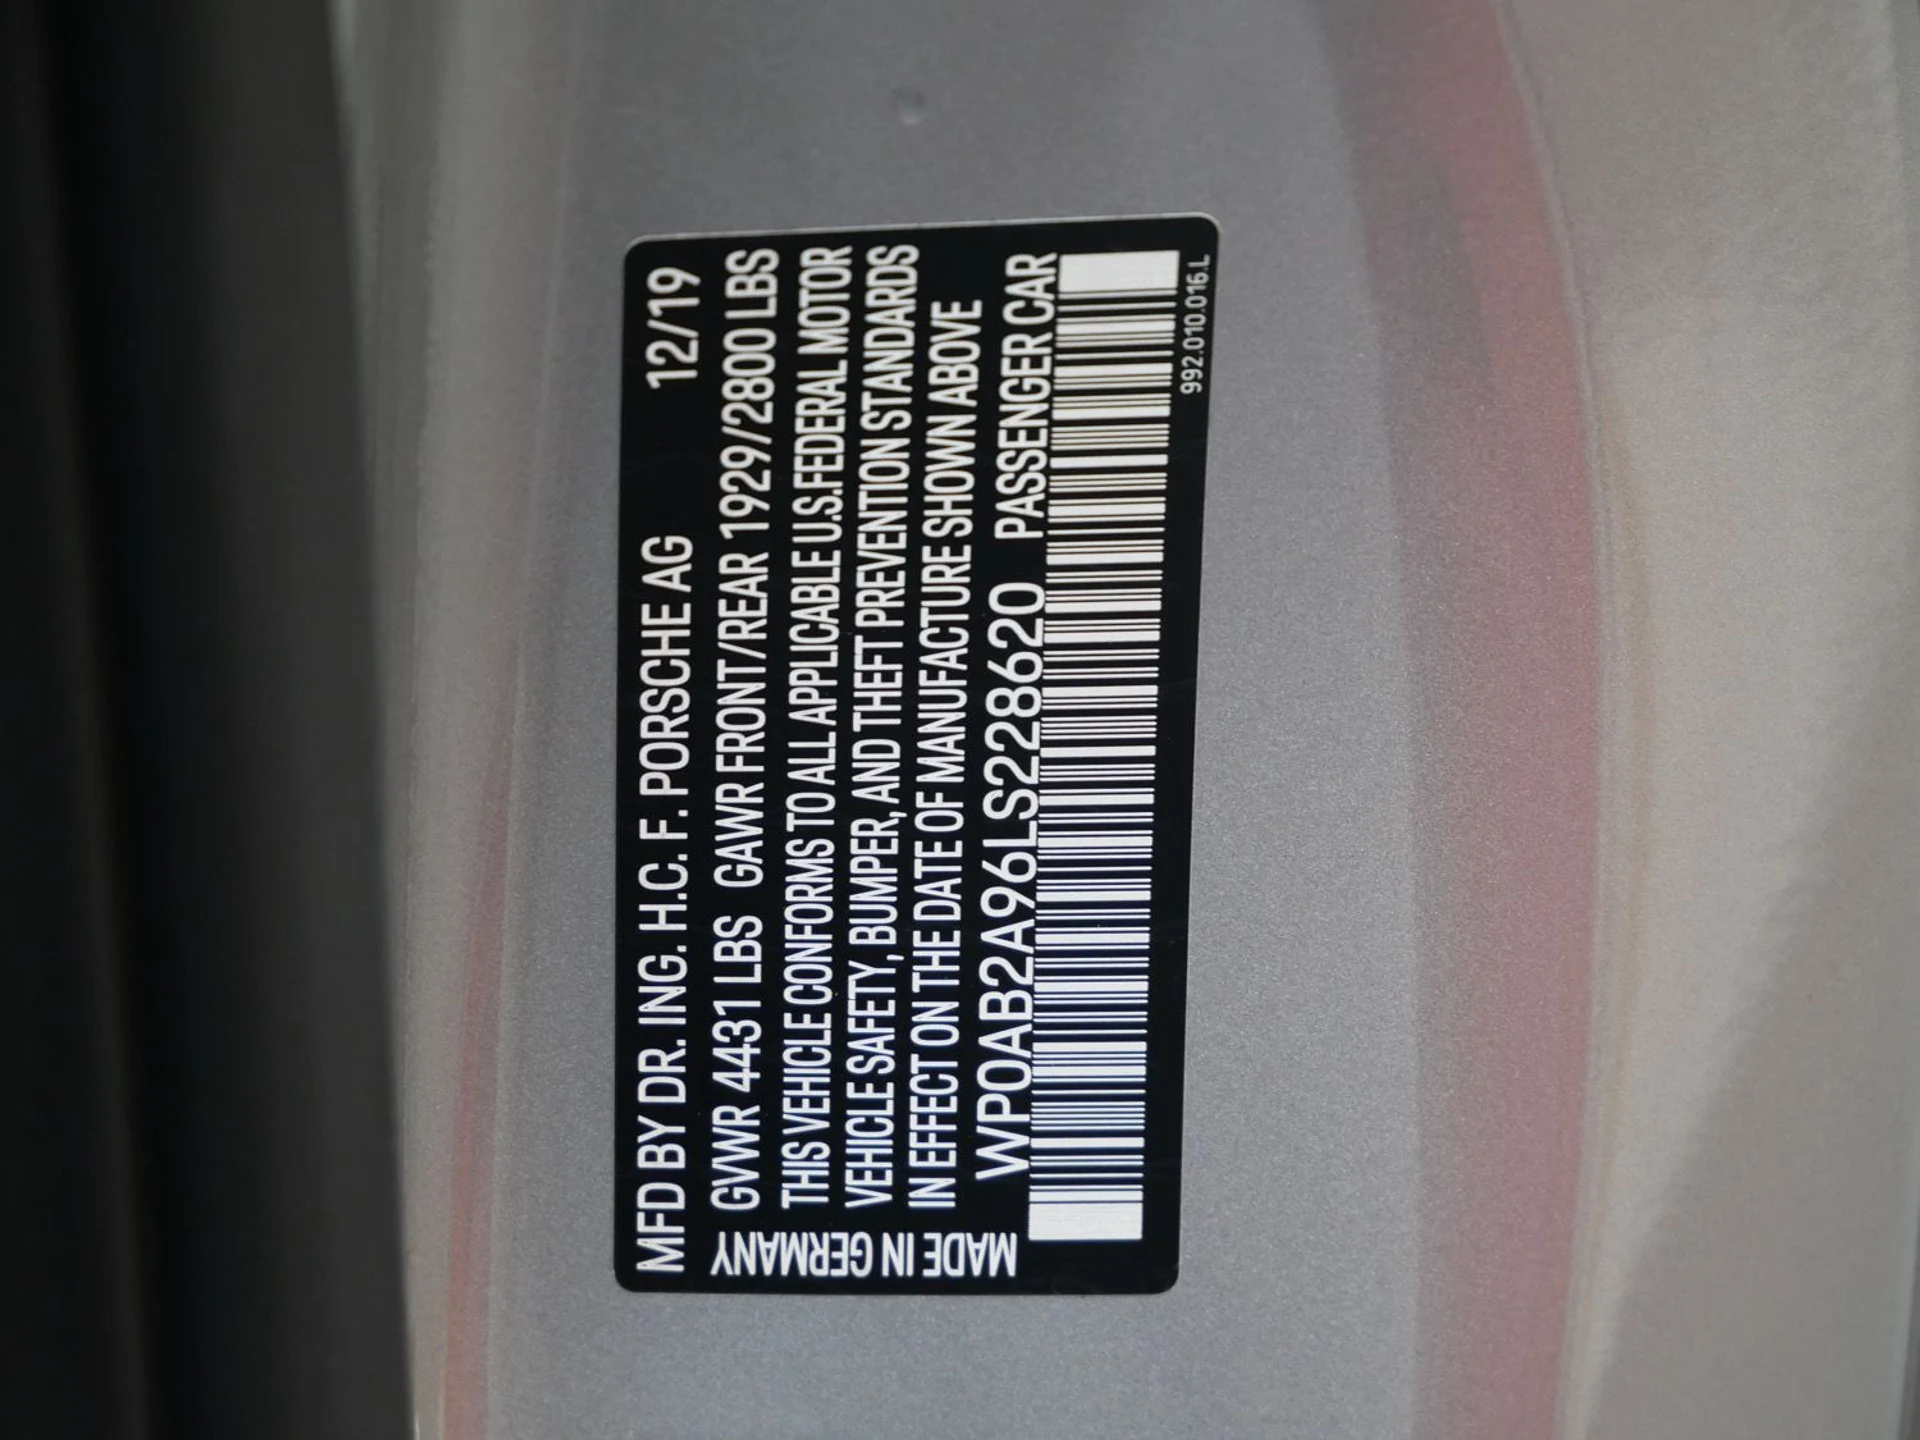 MFD BY DR. ING. H.C. F. PORSCHE AG 12/19
GVWR 4431 LBS GAWR FRONT/REAR 1929/2800 LBS
THIS VEHICLE CONFORMS TO ALL APPLICABLE U.S.FEDERAL MOTOR
VEHICLE SAFETY, BUMPER, AND THEFT PREVENTION STANDARDS
IN EFFECT ON THE DATE OF MANUFACTURE SHOWN ABOVE
WP0AB2A96LS228620 PASSENGER CAR
MADE IN GERMANY
992.010.016.L